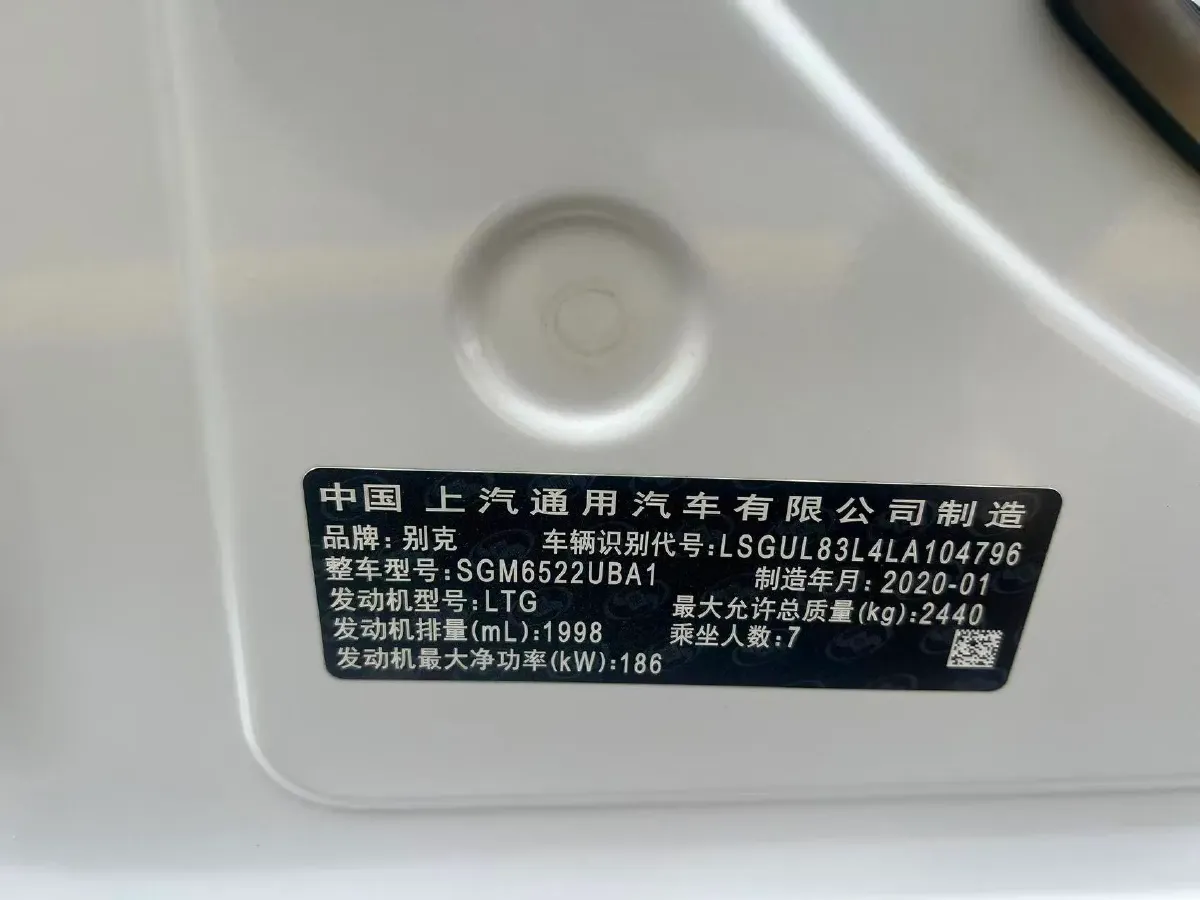 中国 上汽通用汽车有限公司制造
品牌:别克 车辆识别代号:LSGUL83L4LA104796
整车型号:SGM6522UBA1 制造年月:2020-01
发动机型号:LTG 最大允许总质量(kg):2440
发动机排量(mL):1998 乘坐人数:7
发动机最大净功率(kW):186